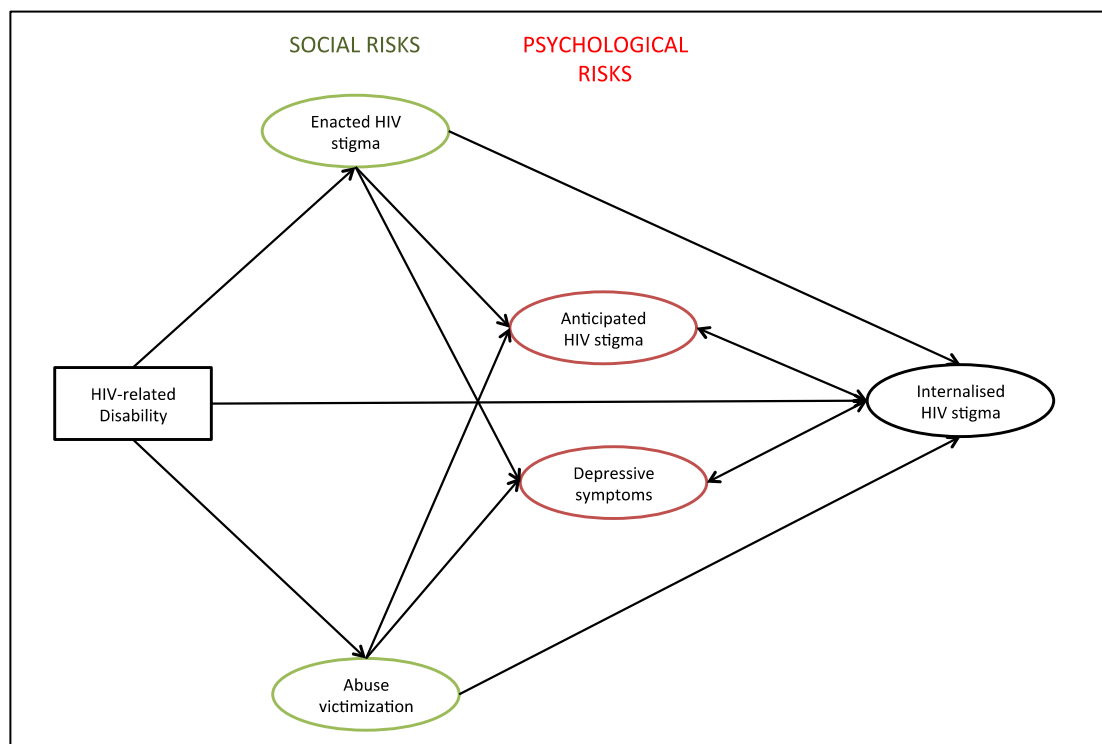 SOCIAL RISKS
PSYCHOLOGICAL
RISKS
Enacted HIV
stigma
Anticipated
HIV stigma
HIV-related
Disability
Internalised
HIV stigma
Depressive
symptoms
Abuse
victimization